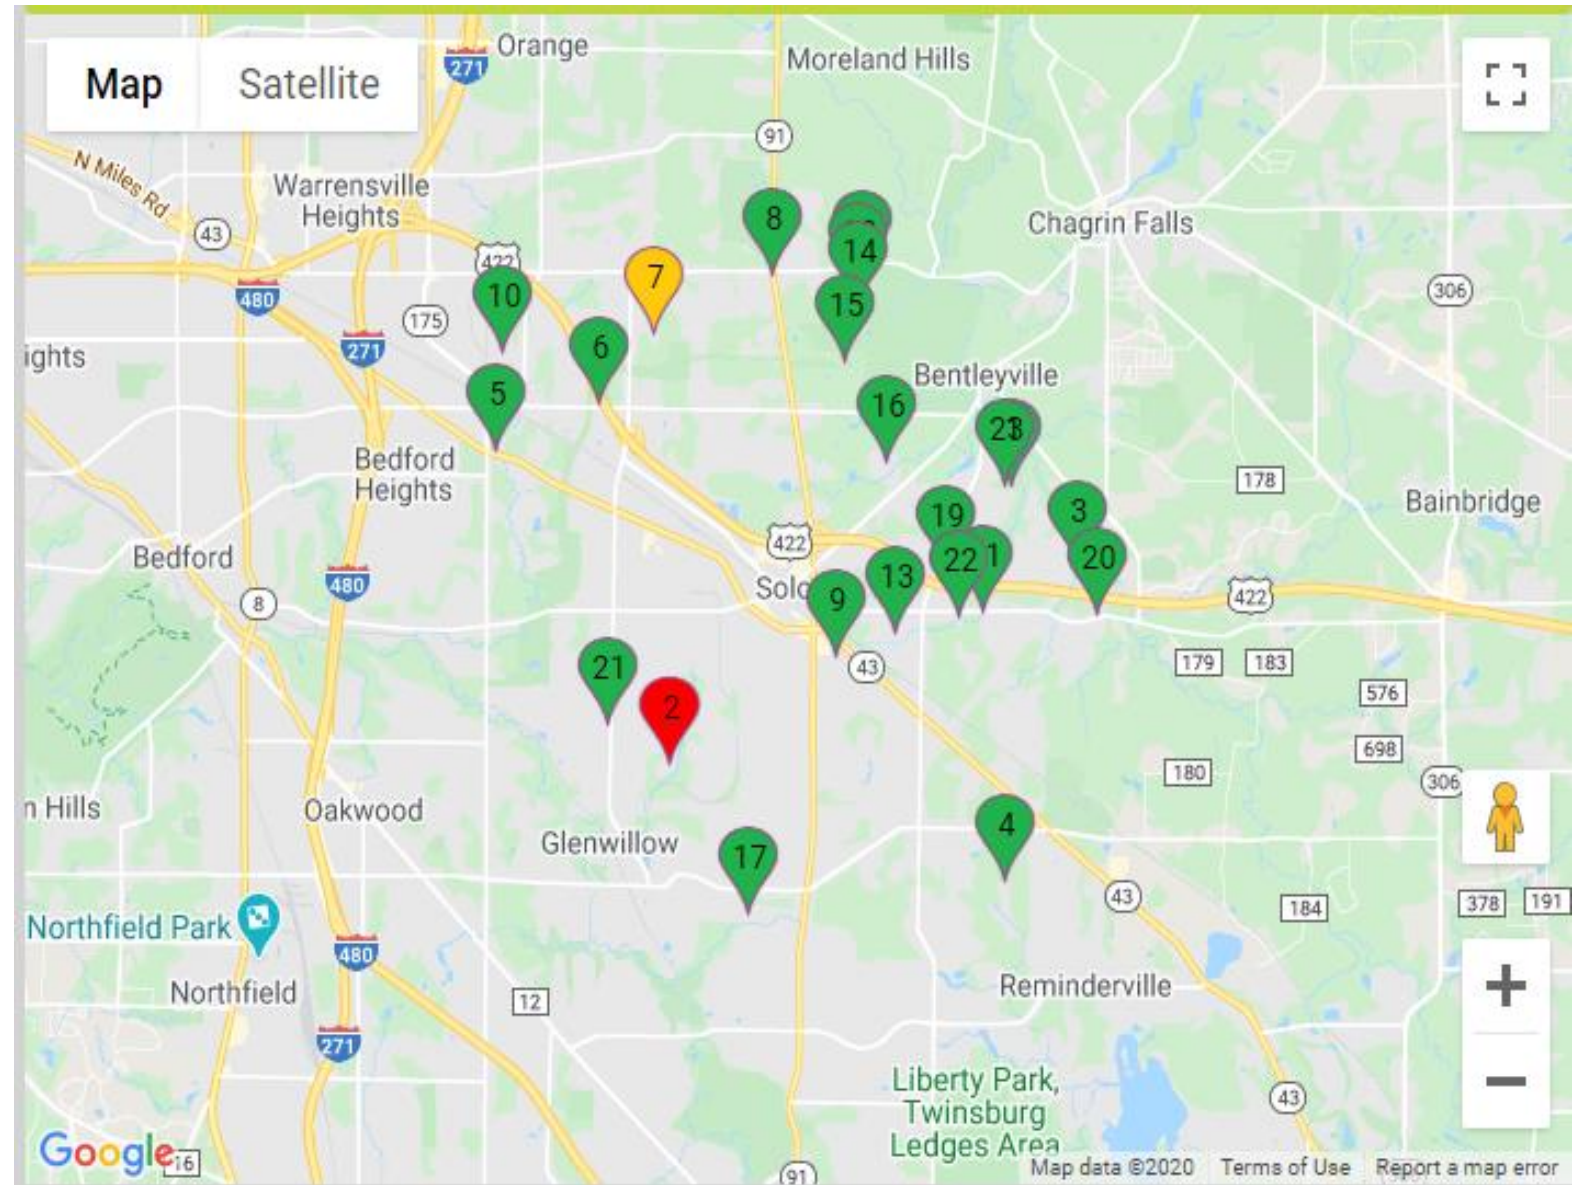 Map
Satellite
271
Orange
Moreland Hills
91
N Miles Rd
Warrensville
Heights
43
8
14
Chagrin Falls
422
7
480
10
15
306
175
6
271
ights
Bentleyville
5
16
Bedford
Heights
178
19
3
Bainbridge
Bedford
422
22
1
20
480
13
8
Solo
9
422
21
43
179
183
2
576
698
180
306
n Hills
Oakwood
4
Glenwillow
17
43
184
378
191
Northfield Park
480
Northfield
12
Reminderville
271
Liberty Park,
Twinsburg
Ledges Area
43
Google
16
91
Map data ©2020
Terms of Use
Report a map error